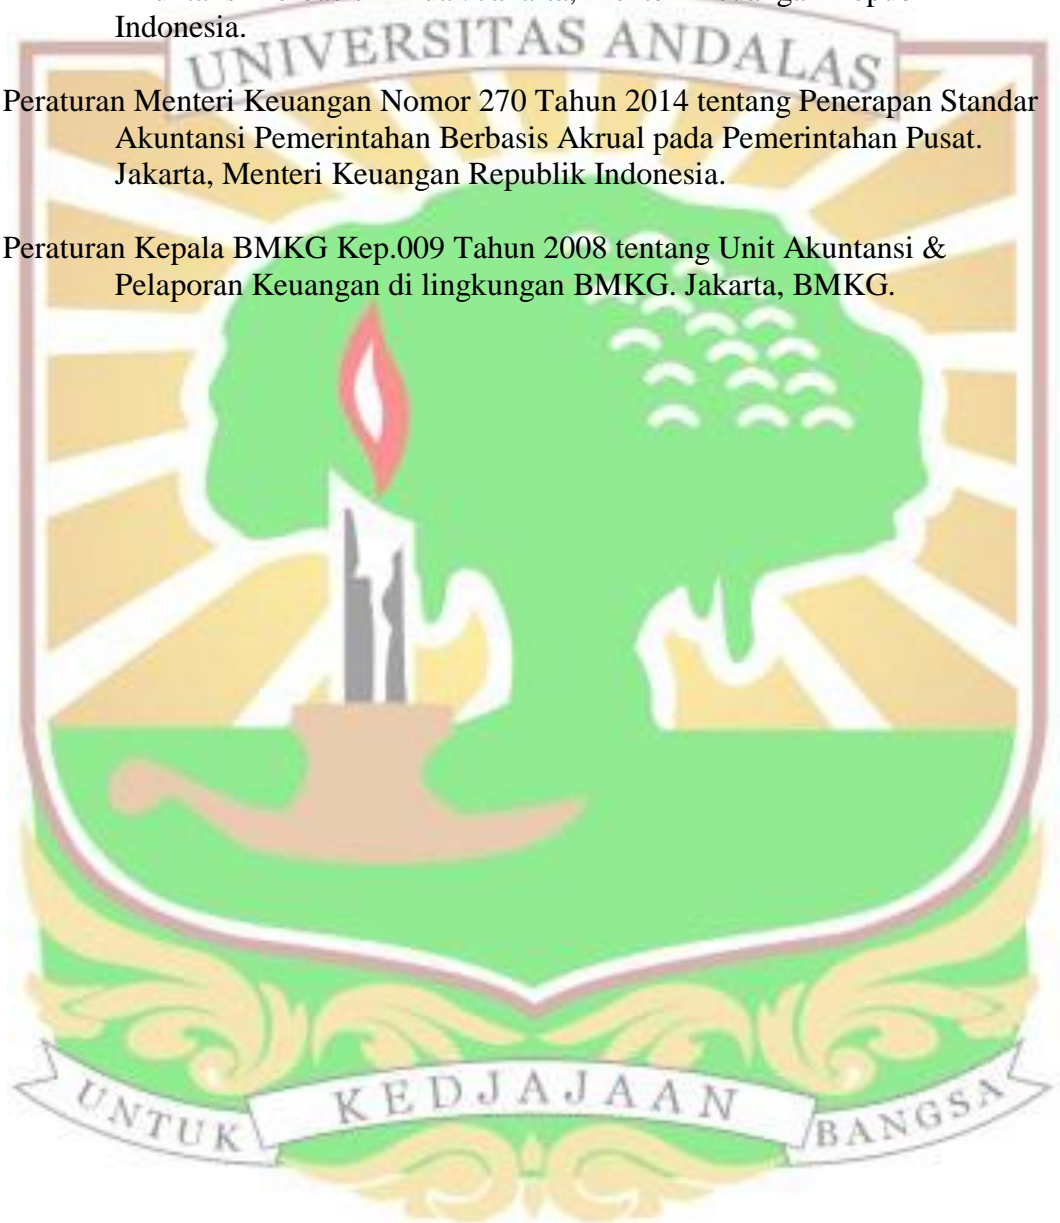 Indonesia.
UNIVERSITAS ANDALAS
Peraturan Menteri Keuangan Nomor 270 Tahun 2014 tentang Penerapan Standar
Akuntansi Pemerintahan Berbasis Akrual pada Pemerintahan Pusat.
Jakarta, Menteri Keuangan Republik Indonesia.
Peraturan Kepala BMKG Kep.009 Tahun 2008 tentang Unit Akuntansi &
Pelaporan Keuangan di lingkungan BMKG. Jakarta, BMKG.
UNTUK KEDJAJAAN BANGSA